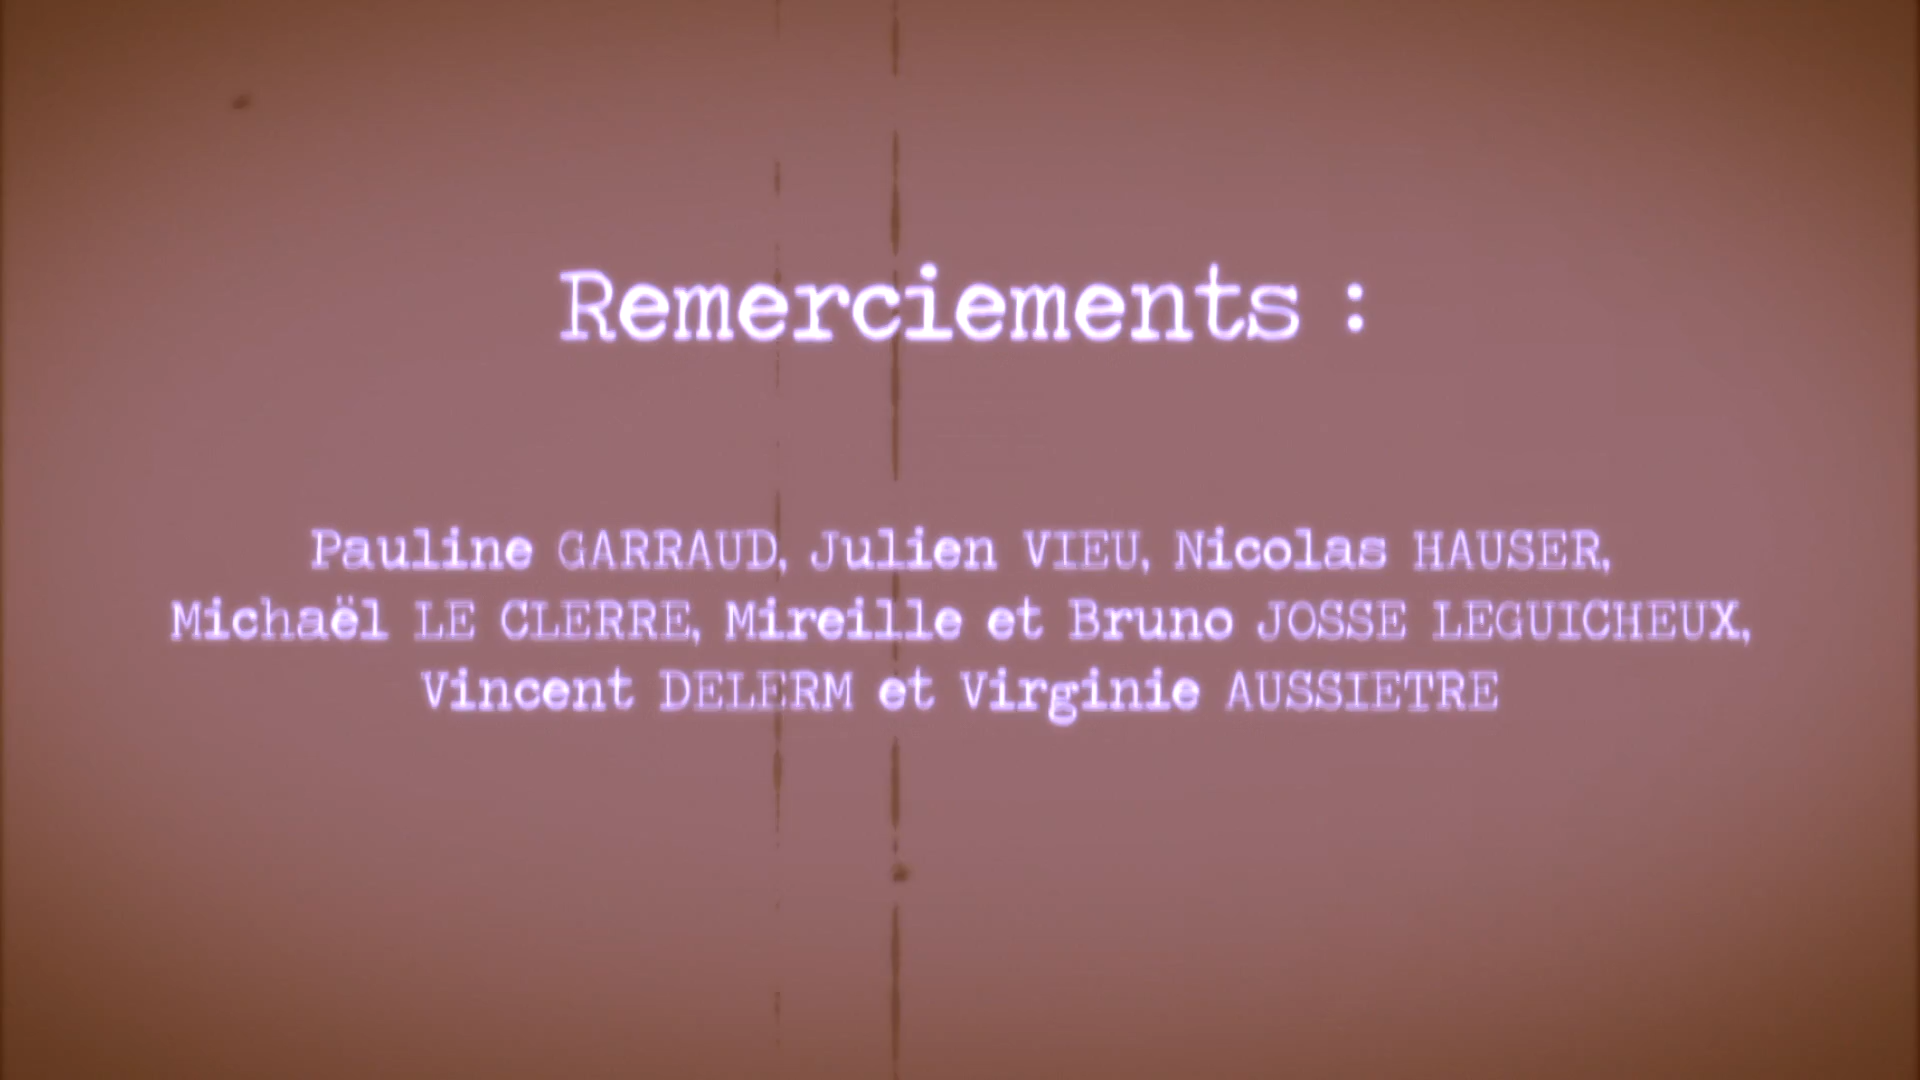 Remerciements :
Pauline GARRAUD, Julien VIEU, Nicolas HAUSER,
Michaël LE CLERRE, Mireille et Bruno JOSSE LEGUICHEUX,
Vincent DELERM et Virginie AUSSIETRE